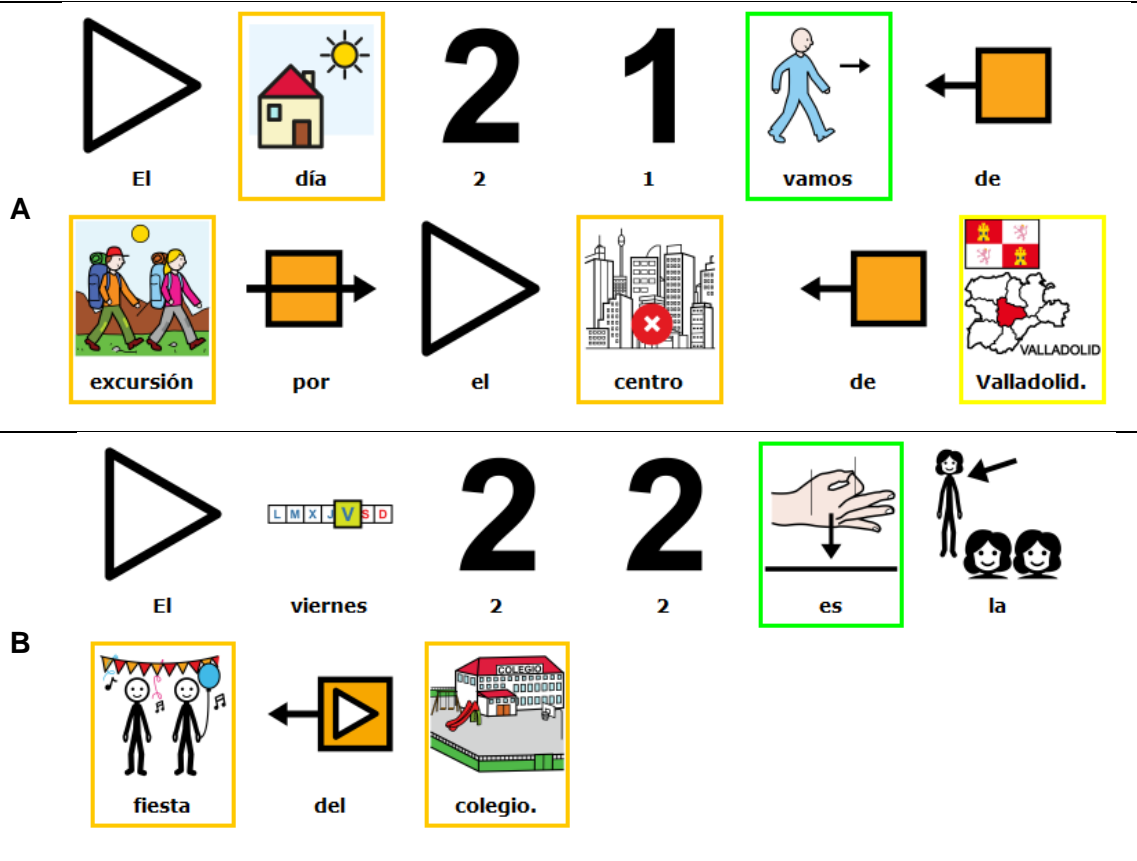 El día 2 1 vamos de
A
VALLADOLID
excursión por el centro de Valladolid.
L M X J V S D
El viernes 2 2 es la
B
COLEGIO
fiesta del colegio.